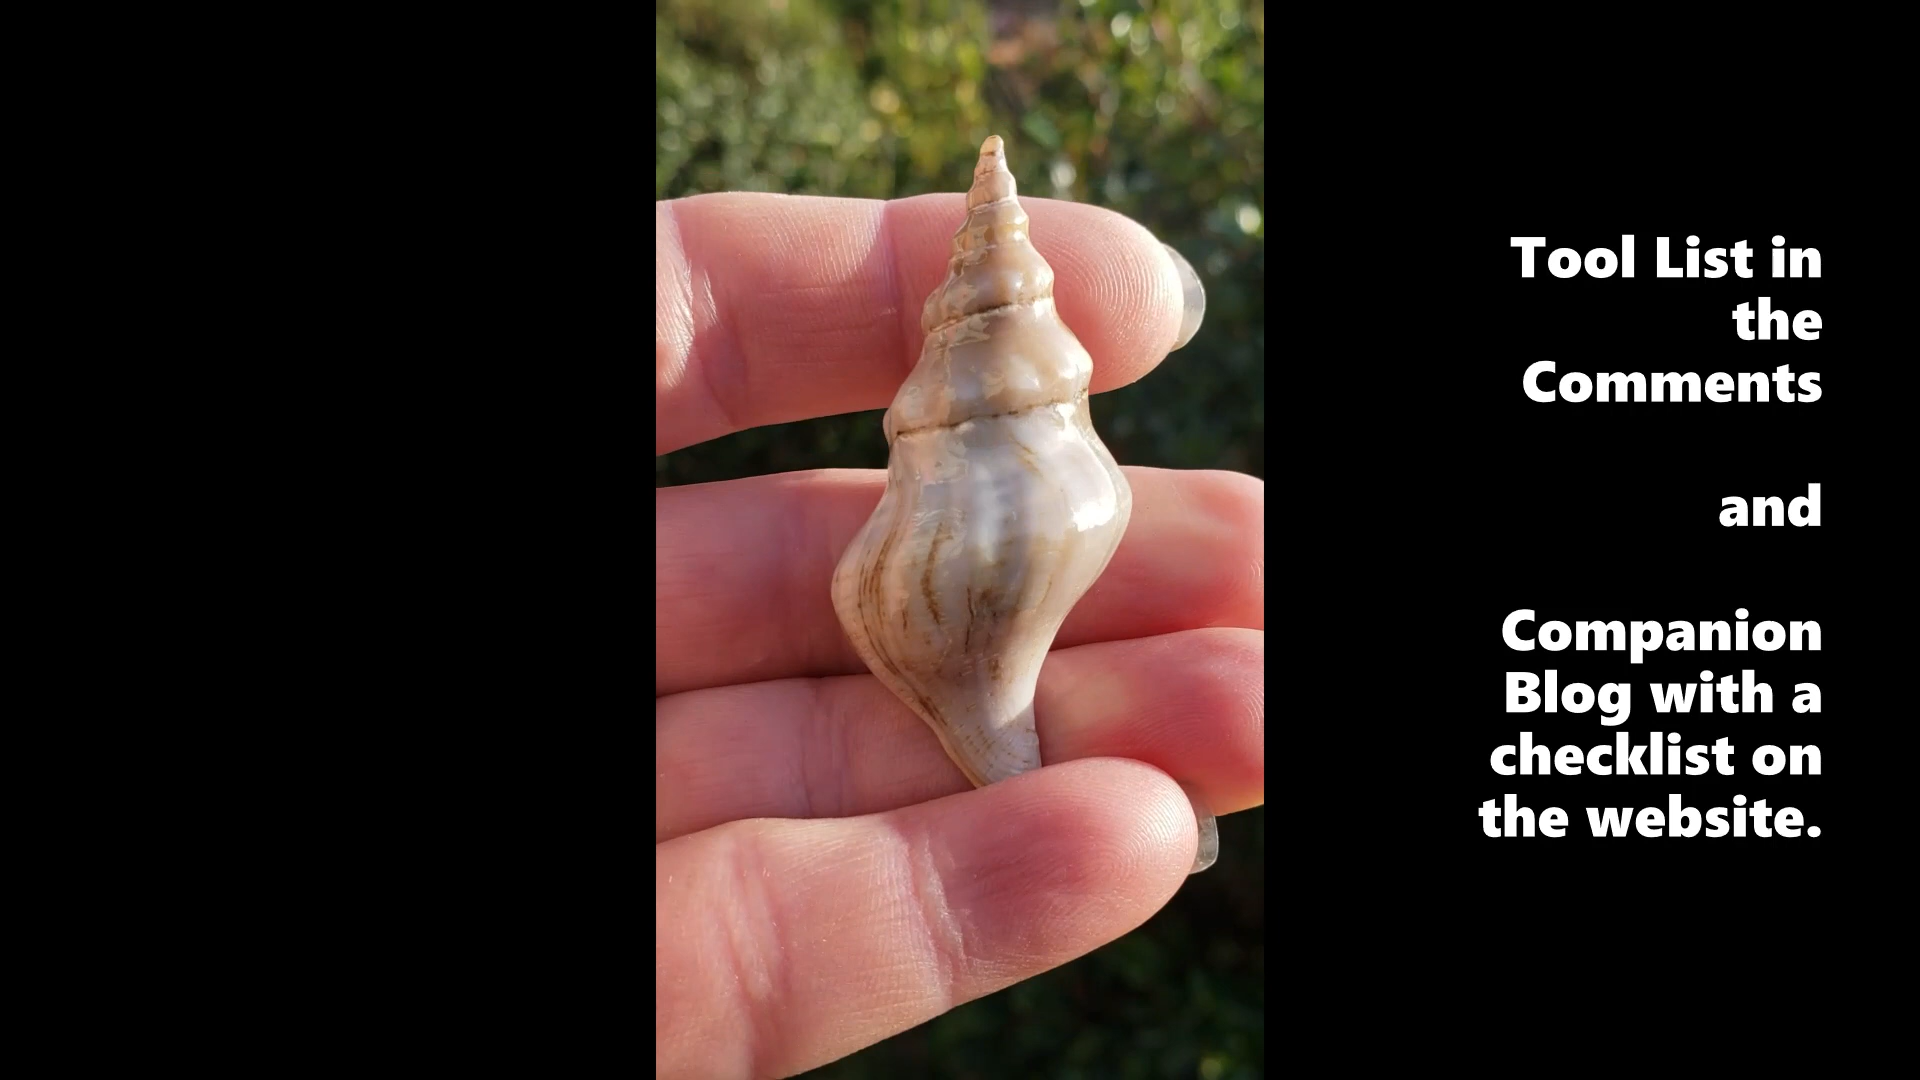 Tool List in
the
Comments
and
Companion
Blog with a
checklist on
the website.